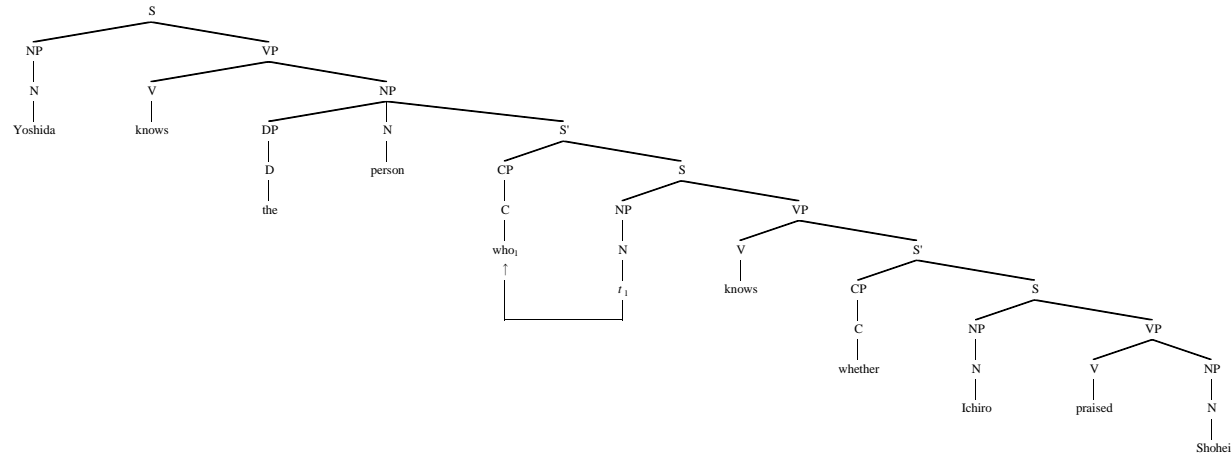 S
NP VP
N V NP
Yoshida knows DP N S'
D person CP S
the C NP VP
who₁ N V S'
↑ t₁ knows CP S
C NP VP
whether N V NP
Ichiro praised N
Shohei